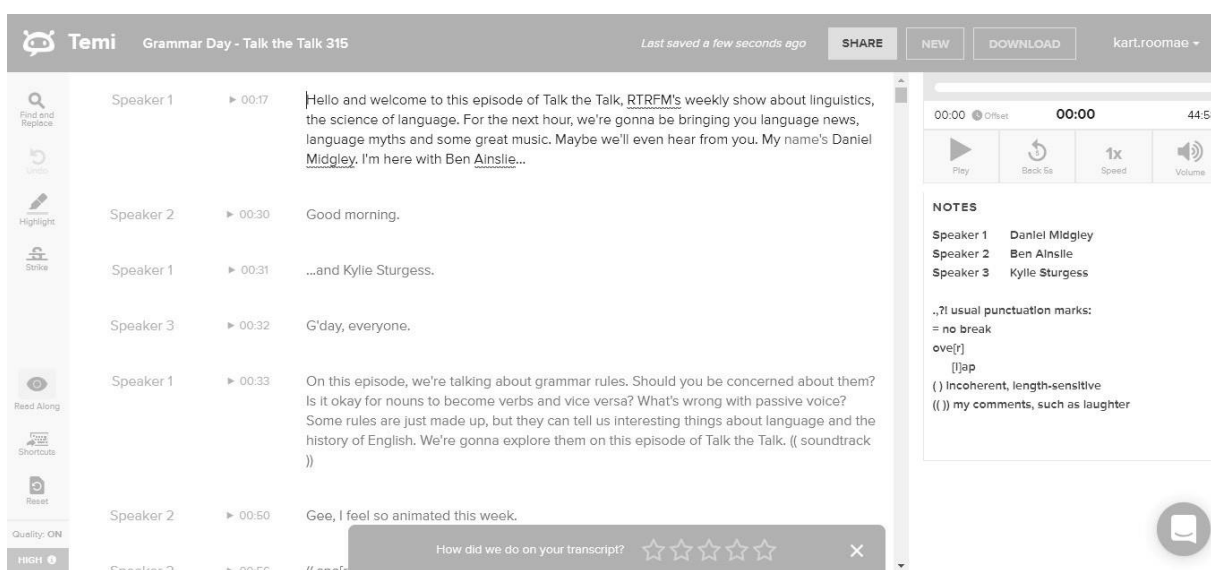 Temi Grammar Day - Talk the Talk 315 Last saved a few seconds ago SHARE NEW DOWNLOAD kart.roomae
Find and
Replace
Undo
Highlight
Strike
Read Along
Shortcuts
Reset
Quality: ON
HIGH
Speaker 1 00:17 Hello and welcome to this episode of Talk the Talk, RTRFM's weekly show about linguistics,
the science of language. For the next hour, we're gonna be bringing you language news,
language myths and some great music. Maybe we'll even hear from you. My name's Daniel
Midgley. I'm here with Ben Ainslie...
Speaker 2 00:30 Good morning.
Speaker 1 00:31 ...and Kylie Sturgess.
Speaker 3 00:32 G'day, everyone.
Speaker 1 00:33 On this episode, we're talking about grammar rules. Should you be concerned about them?
Is it okay for nouns to become verbs and vice versa? What's wrong with passive voice?
Some rules are just made up, but they can tell us interesting things about language and the
history of English. We're gonna explore them on this episode of Talk the Talk. (( soundtrack
))
Speaker 2 00:50 Gee, I feel so animated this week.
How did we do on your transcript?
00:00 Offset 00:00 44:5
Play Back 5s 1x Speed Volume
NOTES
Speaker 1 Daniel Midgley
Speaker 2 Ben Ainslie
Speaker 3 Kylie Sturgess
.,?! usual punctuation marks:
= no break
ove[r]
[l]ap
( ) incoherent, length-sensitive
(( )) my comments, such as laughter